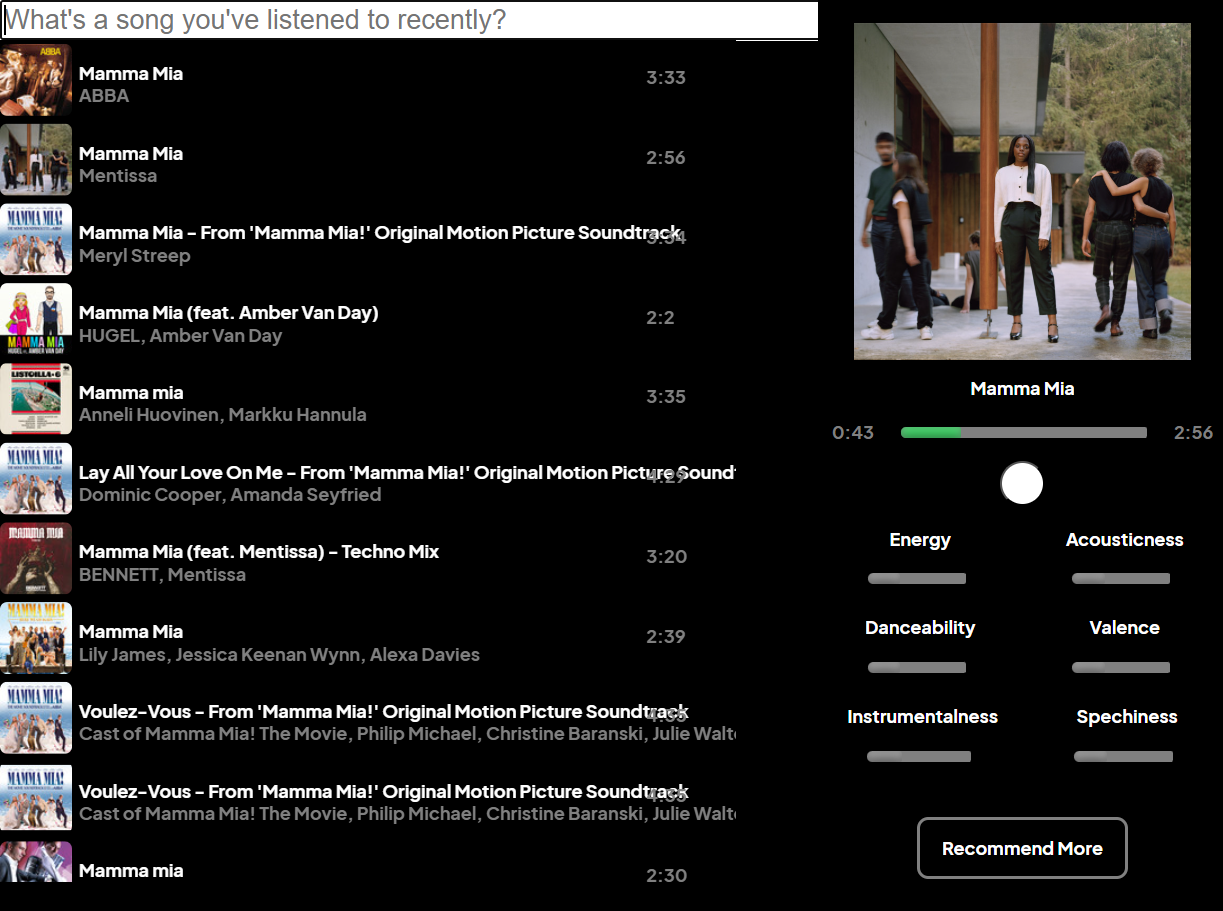 What's a song you've listened to recently?
Mamma Mia
3:33
ABBA
Mamma Mia
2:56
Mentissa
Mamma Mia - From 'Mamma Mia!' Original Motion Picture Soundtrack
3:34
Meryl Streep
Mamma Mia (feat. Amber Van Day)
2:2
HUGEL, Amber Van Day
Mamma mia
3:35
Anneli Huovinen, Markku Hannula
Lay All Your Love On Me - From 'Mamma Mia!' Original Motion Picture Sound
4:29
Dominic Cooper, Amanda Seyfried
Mamma Mia (feat. Mentissa) - Techno Mix
3:20
BENNETT, Mentissa
Mamma Mia
2:39
Lily James, Jessica Keenan Wynn, Alexa Davies
Voulez-Vous - From 'Mamma Mia!' Original Motion Picture Soundtrack
4:35
Cast of Mamma Mia! The Movie, Philip Michael, Christine Baranski, Julie Walt
Voulez-Vous - From 'Mamma Mia!' Original Motion Picture Soundtrack
4:35
Cast of Mamma Mia! The Movie, Philip Michael, Christine Baranski, Julie Walt
Mamma mia
2:30
ABBA
MAMMA MIA!
MAMMA MIA
HUGEL AMBER VAN DAY
LISTOILLA-6
MAMMA MIA!
MAMMA MIA
MAMMA MIA!
MAMMA MIA!
MAMMA MIA!
Mamma Mia
0:43
2:56
Energy
Acousticness
Danceability
Valence
Instrumentalness
Spechiness
Recommend More